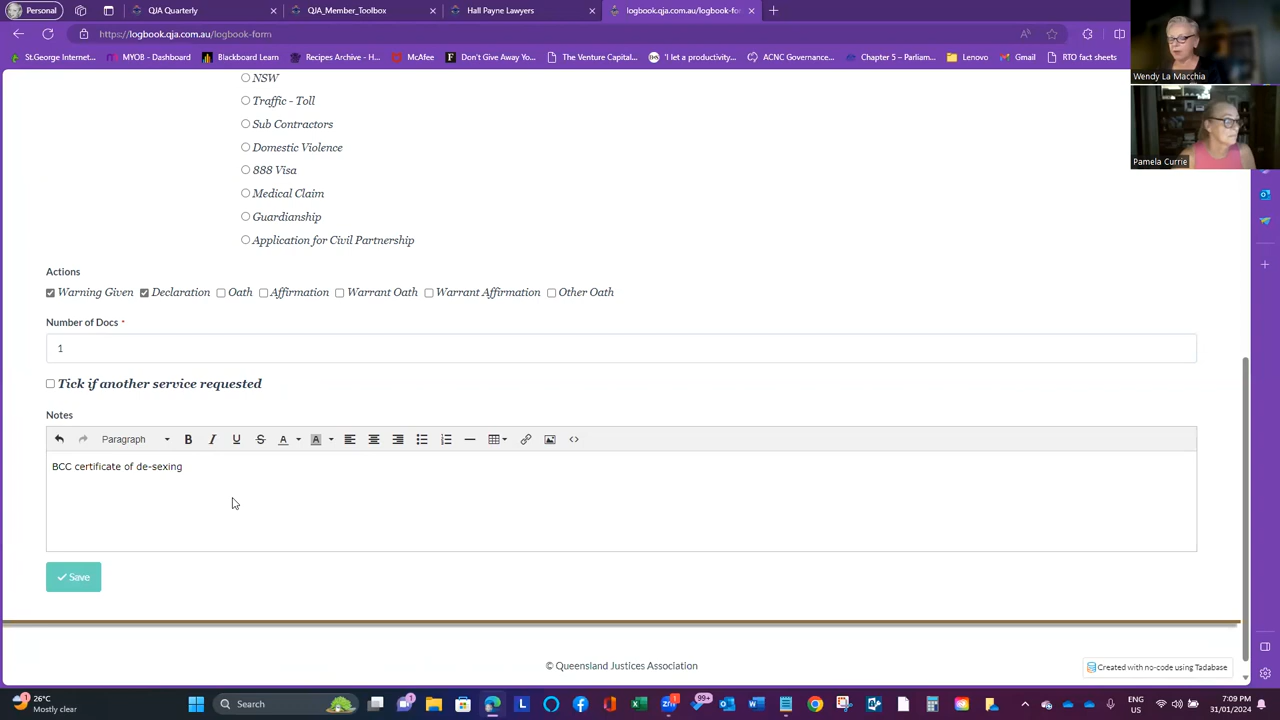 Personal
QJA Quarterly
QJA_Member_Toolbox
Hall Payne Lawyers
logbook.qja.com.au/logbook-for
https://logbook.qja.com.au/logbook-form
St.George Internet...
MYOB - Dashboard
Blackboard Learn
Recipes Archive - H...
McAfee
Don't Give Away Yo...
The Venture Capital...
'I let productivity...
ACNC Governance...
Chapter 5 – Parliam...
Lenovo
Gmail
RTO fact sheets
Wendy La Macchia
Pamela Currie
NSW
Traffic - Toll
Sub Contractors
Domestic Violence
888 Visa
Medical Claim
Guardianship
Application for Civil Partnership
Actions
Warning Given Declaration Oath Affirmation Warrant Oath Warrant Affirmation Other Oath
Number of Docs *
1
Tick if another service requested
Notes
Paragraph B I U S A A
BCC certificate of de-sexing
Save
© Queensland Justices Association
Created with no-code using Tadabase
26°C
Mostly clear
Search
99+
ENG
US
7:09 PM
31/01/2024